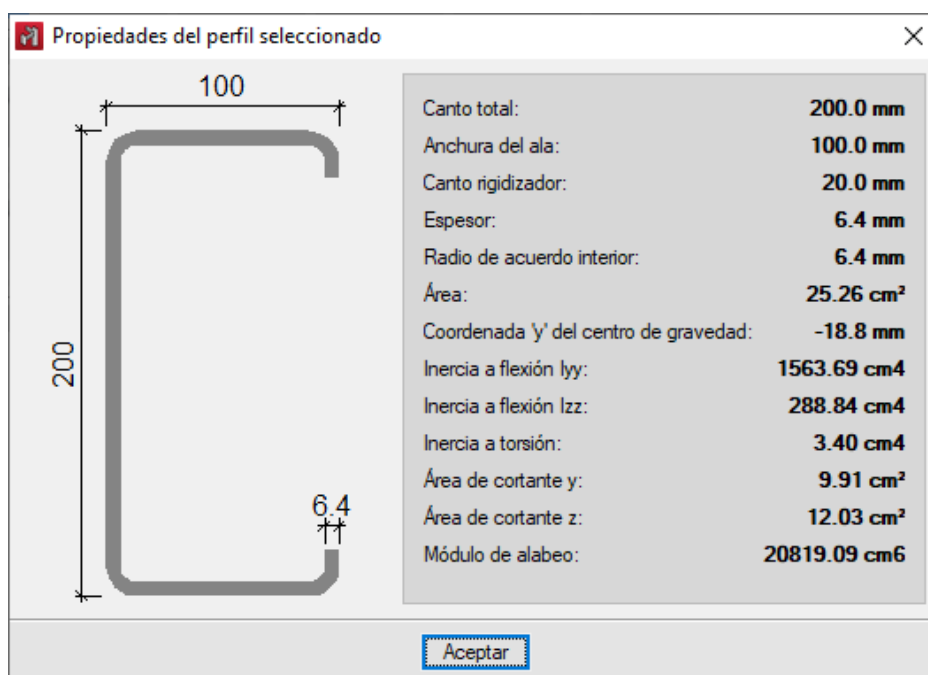 Propiedades del perfil seleccionado
100
200
6.4
Canto total: 200.0 mm
Anchura del ala: 100.0 mm
Canto rigidizador: 20.0 mm
Espesor: 6.4 mm
Radio de acuerdo interior: 6.4 mm
Área: 25.26 cm²
Coordenada 'y' del centro de gravedad: -18.8 mm
Inercia a flexión Iyy: 1563.69 cm4
Inercia a flexión Izz: 288.84 cm4
Inercia a torsión: 3.40 cm4
Área de cortante y: 9.91 cm²
Área de cortante z: 12.03 cm²
Módulo de alabeo: 20819.09 cm6
Aceptar